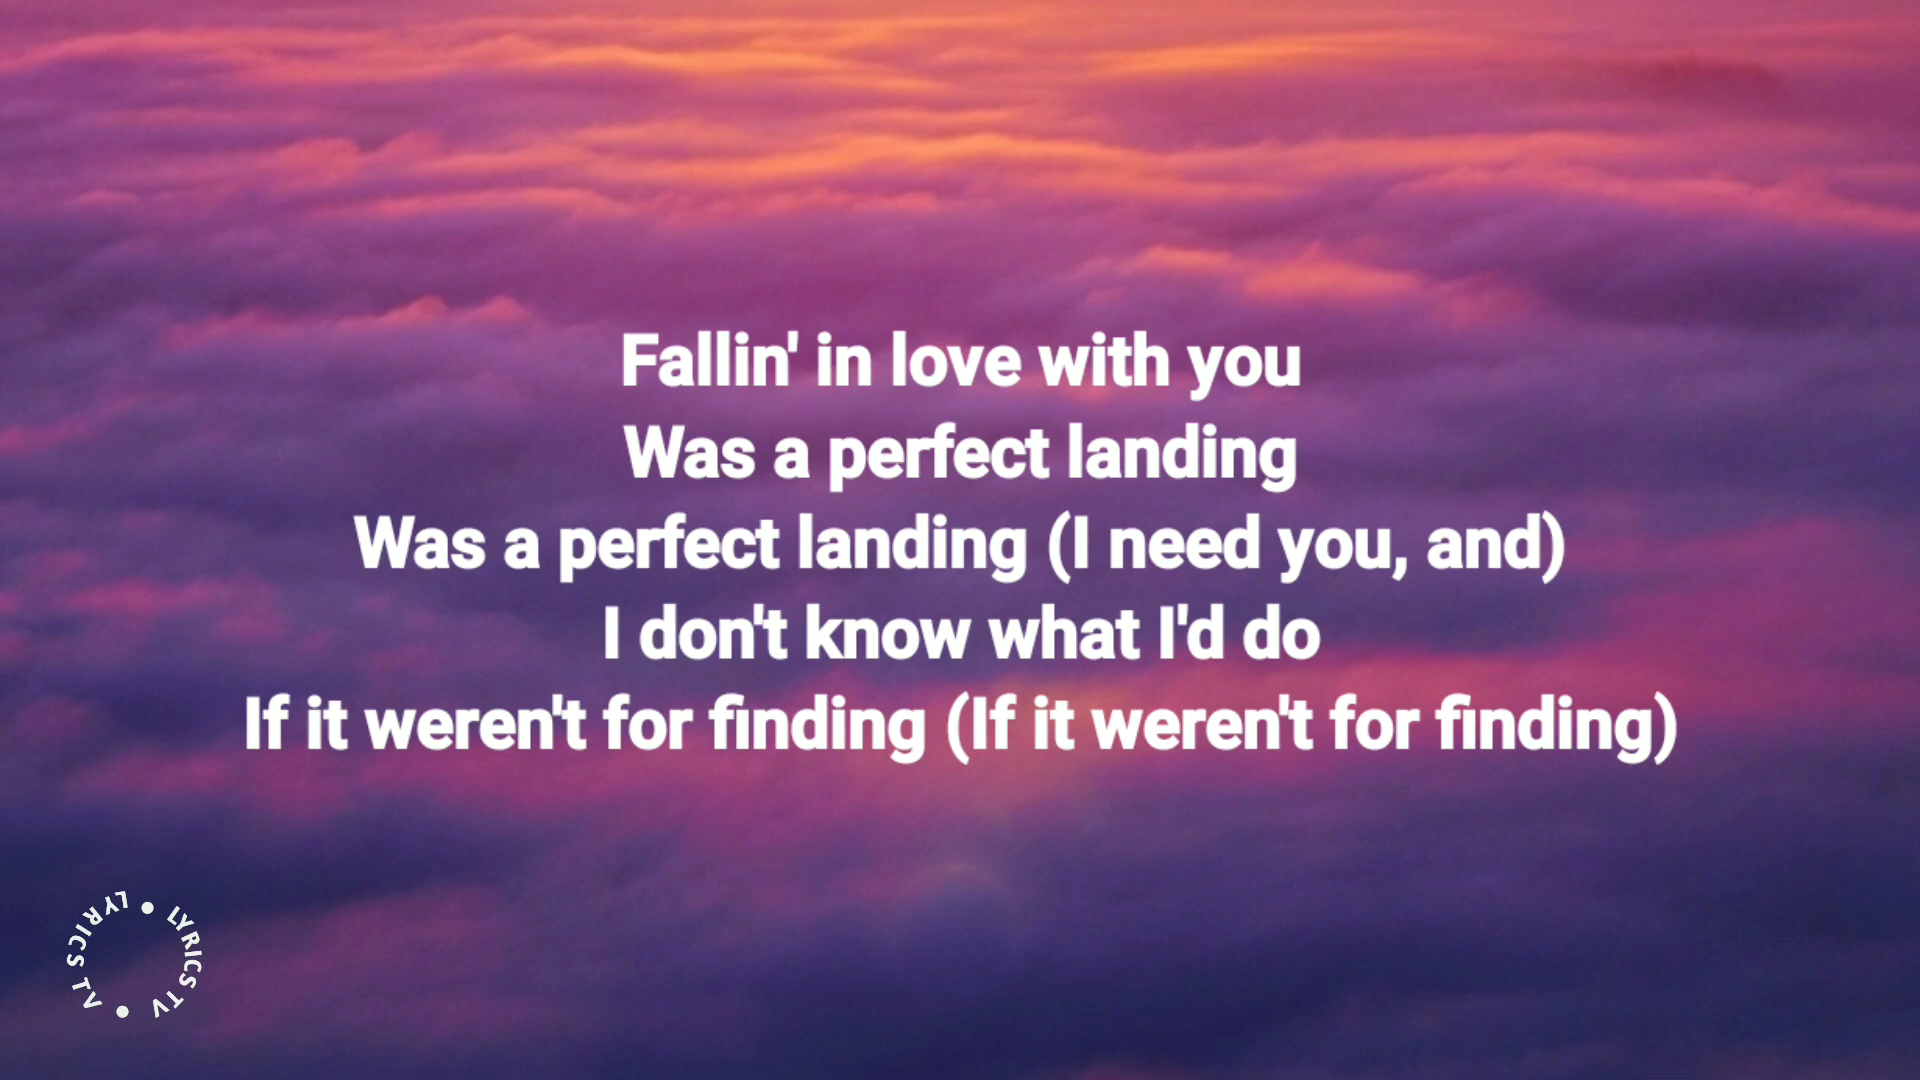 Fallin' in love with you
Was a perfect landing
Was a perfect landing (I need you, and)
I don't know what I'd do
If it weren't for finding (If it weren't for finding)
LYRICS TV • LYRICS TV •